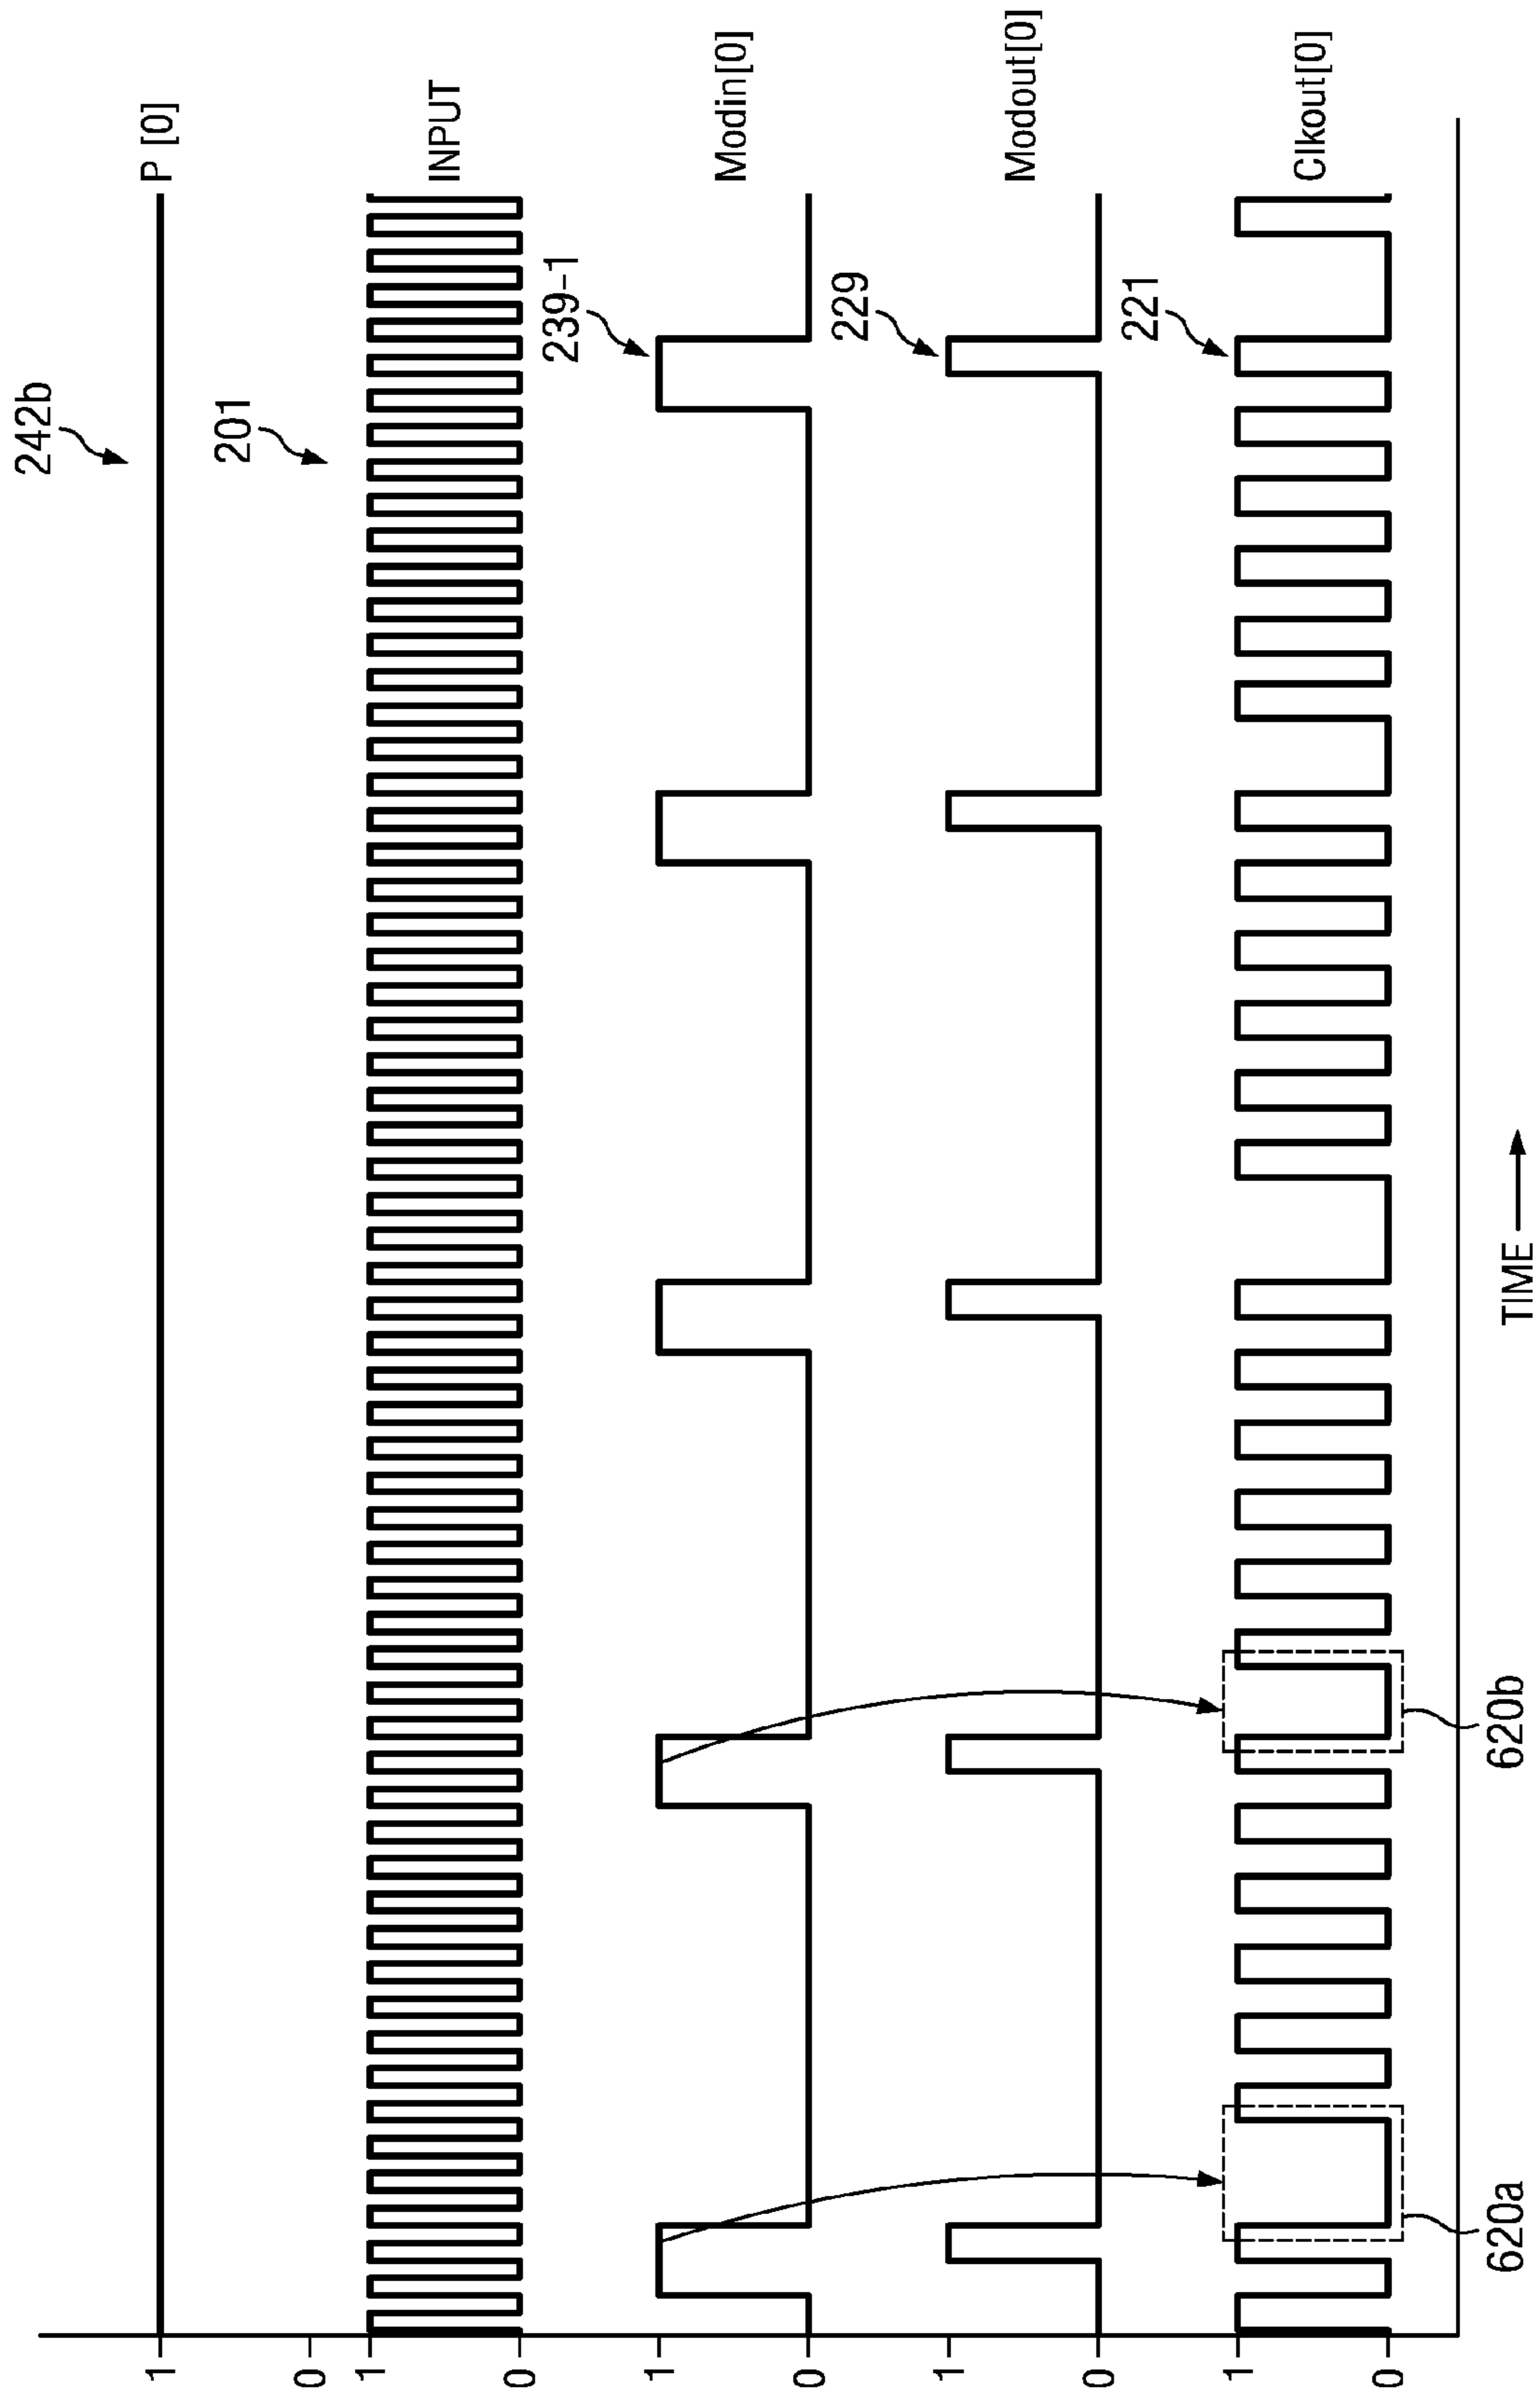 242b
1
0
P [0]
201
1
0
INPUT
239-1
1
0
Modin[0]
229
1
0
Modout[0]
221
1
0
Clkout[0]
620a
620b
TIME